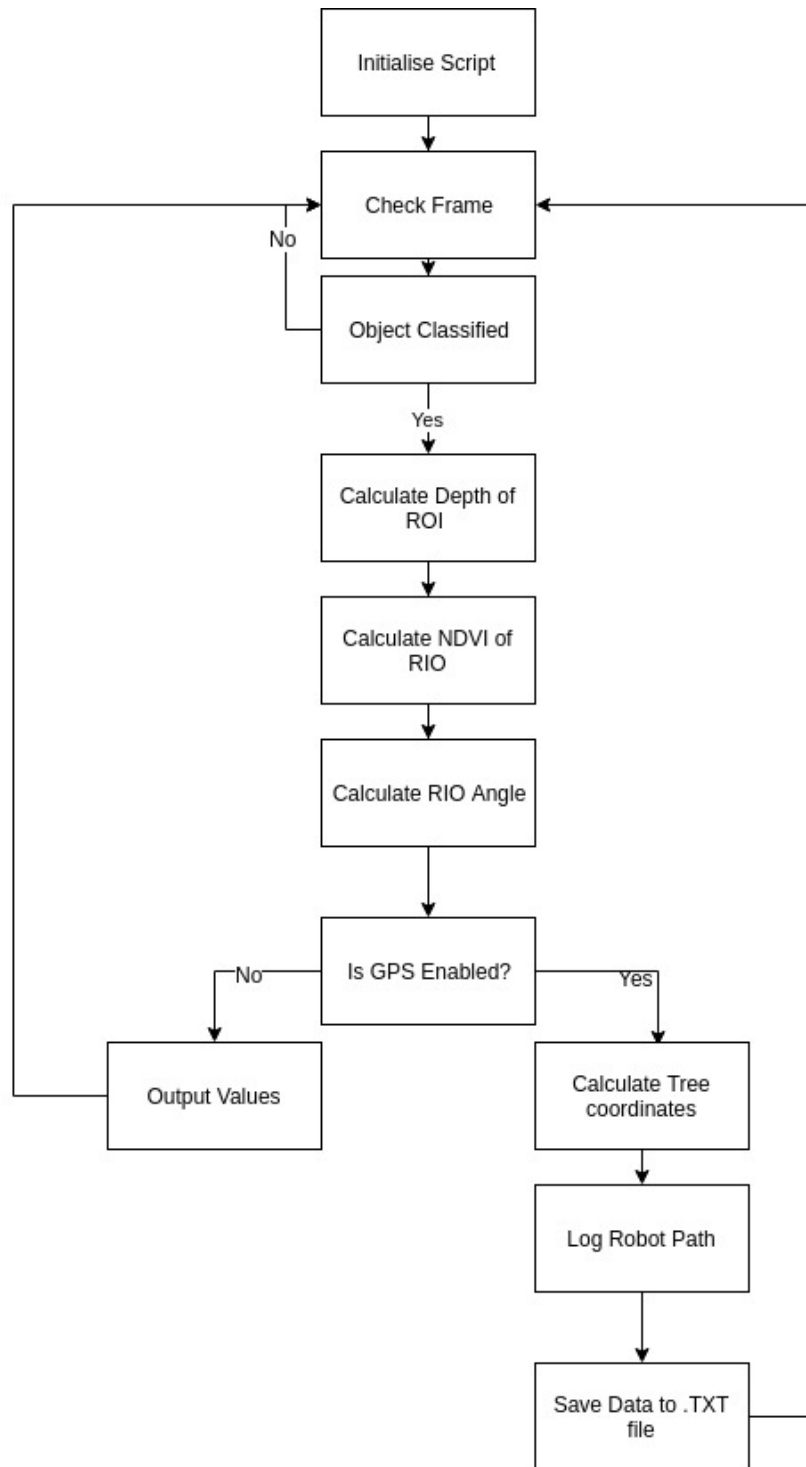 Initialise Script
Check Frame
No
Object Classified
Yes
Calculate Depth of
ROI
Calculate NDVI of
RIO
Calculate RIO Angle
Is GPS Enabled?
No
Yes
Output Values
Calculate Tree
coordinates
Log Robot Path
Save Data to .TXT
file